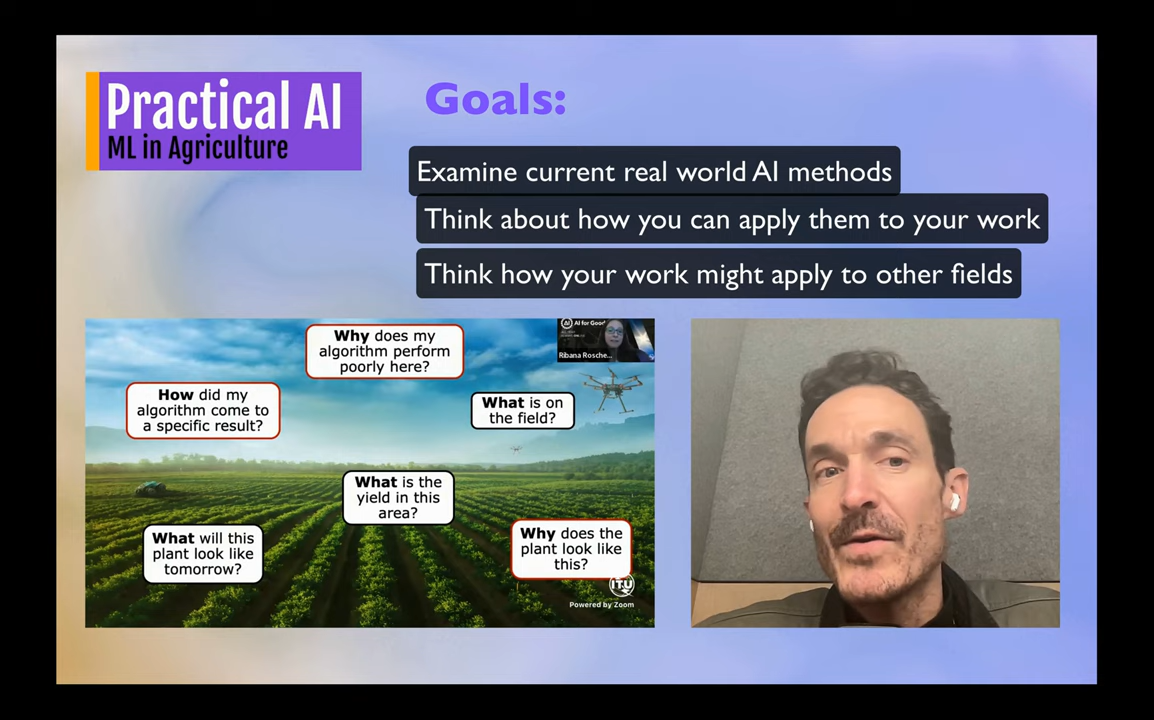 Practical AI
ML in Agriculture
Goals:
Examine current real world AI methods
Think about how you can apply them to your work
Think how your work might apply to other fields
Why does my
algorithm perform
poorly here?
AI for Good
Ribana Rosche...
How did my
algorithm come to
a specific result?
What is on
the field?
What is the
yield in this
area?
What will this
plant look like
tomorrow?
Why does the
plant look like
this?
ITU
Powered by Zoom